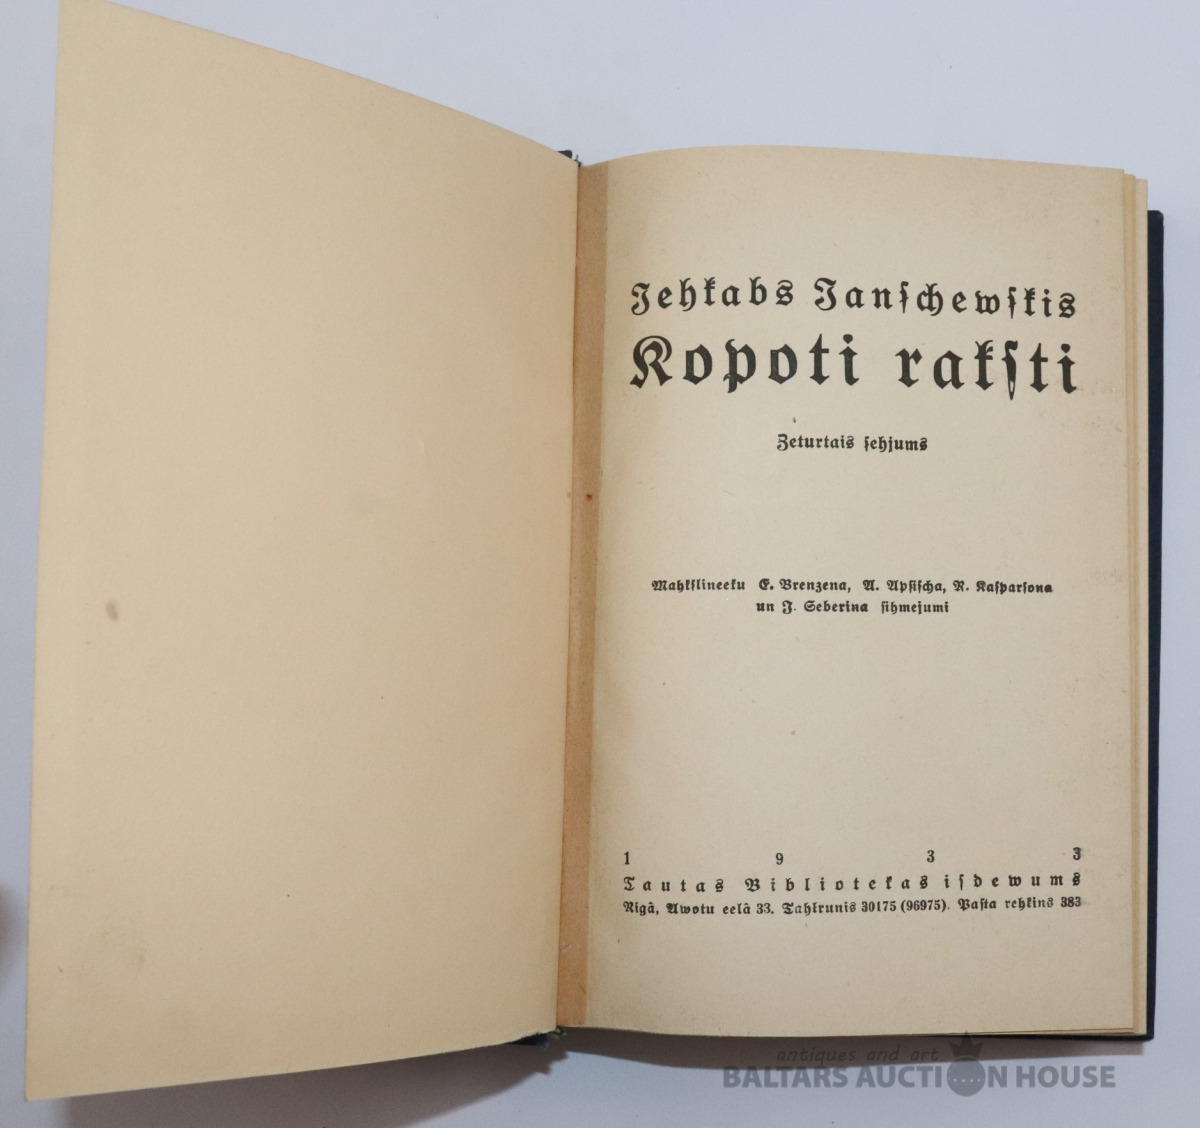 Jehkabs Janſchewſkis
Kopoti rakſti
Zeturtais ſehjums
Mahkſlineeku E. Brenzena, A. Apſiſcha, R. Kaſparſona
un J. Seberina ſihmejumi
1 9 3 3
Tautas Bibliotekas iſdewums
Rigâ, Awotu eelâ 33. Tahlrunis 30175 (96975). Paſta rehkins 383
antiques and art
BALTARS AUCTION HOUSE